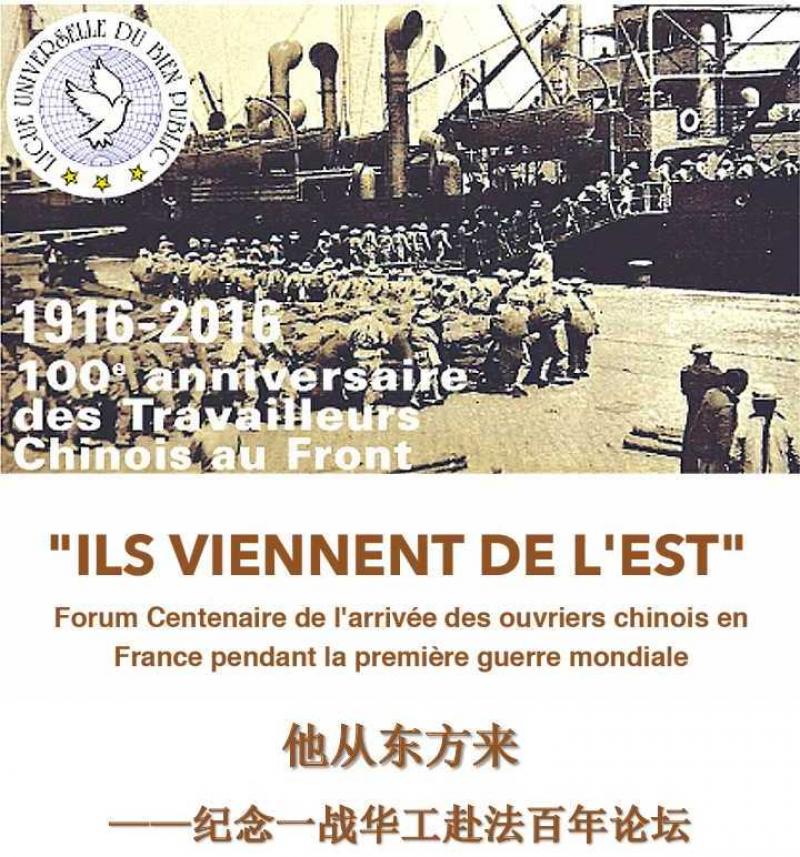 LIGUE UNIVERSELLE DU BIEN PUBLIC
1916-2016
100e anniversaire
des Travailleurs
Chinois au Front
"ILS VIENNENT DE L'EST"
Forum Centenaire de l'arrivée des ouvriers chinois en
France pendant la première guerre mondiale
他从东方来
——纪念一战华工赴法百年论坛